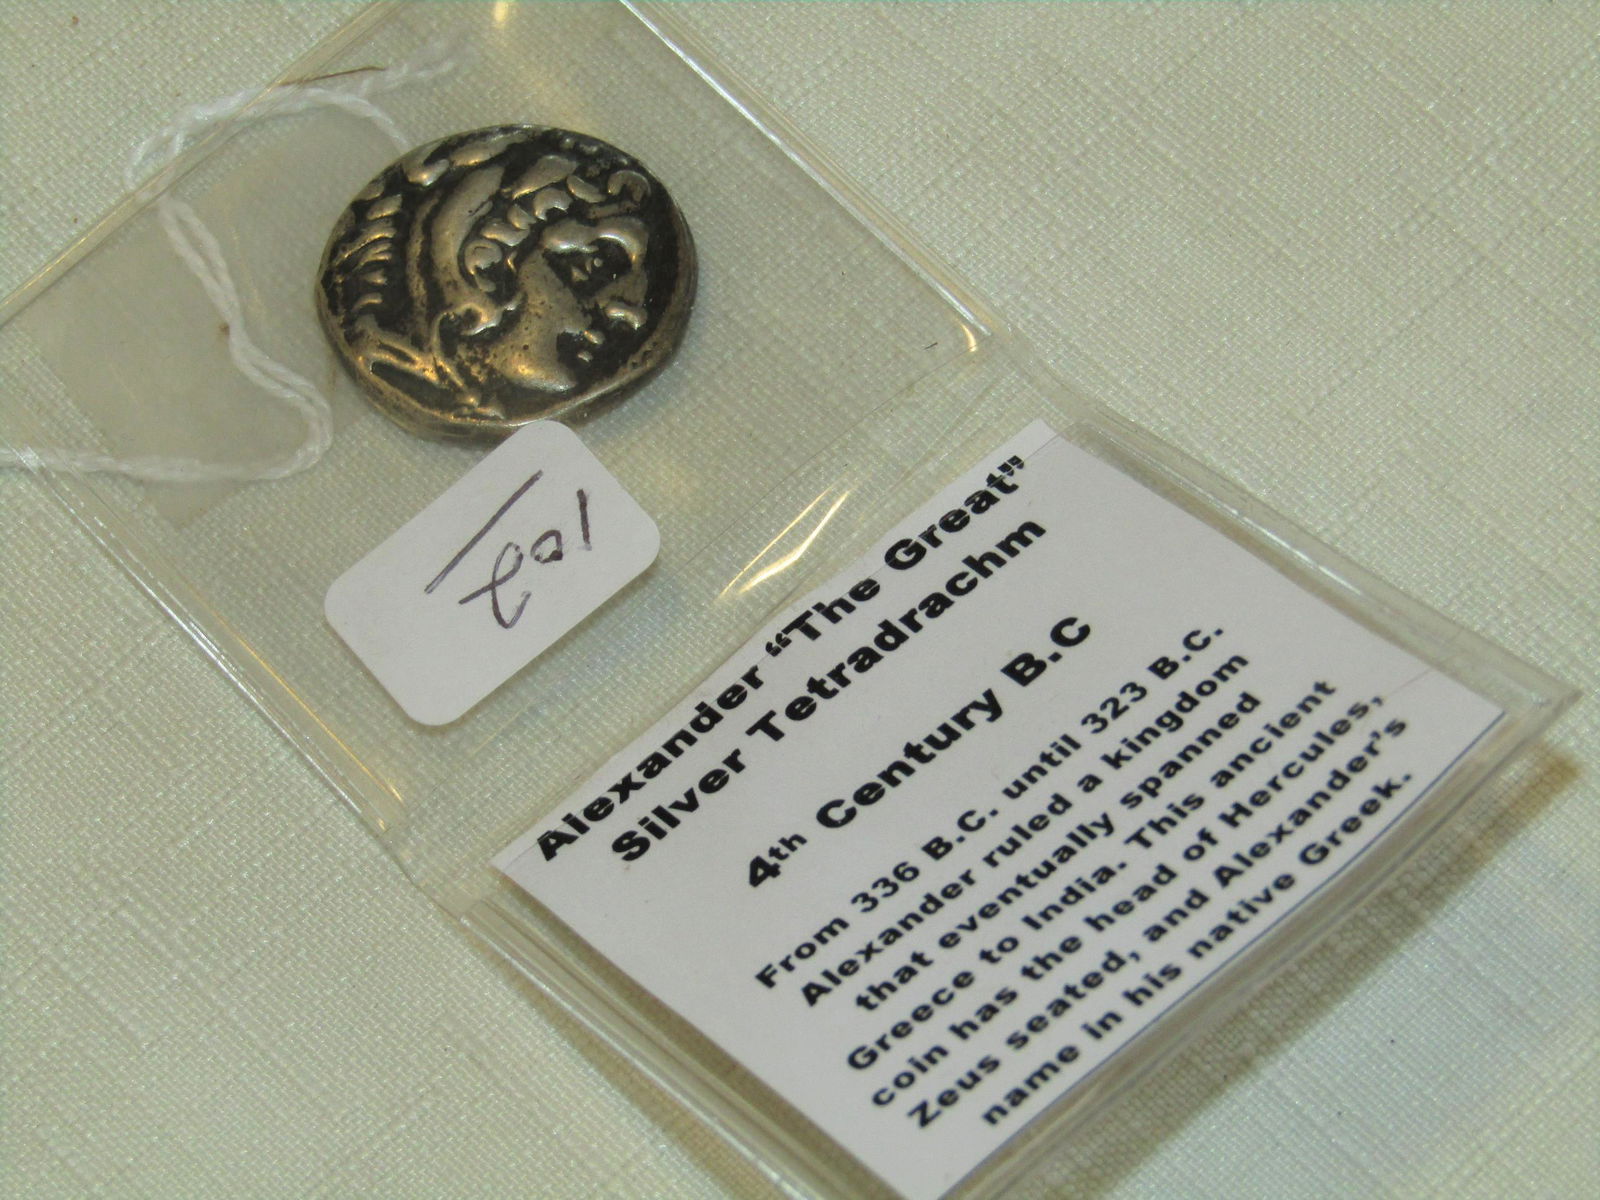 Alexander “The Great”
Silver Tetradrachm
4th Century B.C
From 336 B.C. until 323 B.C.
Alexander ruled a kingdom
that eventually spanned
Greece to India. This ancient
coin has the head of Hercules,
Zeus seated, and Alexander’s
name in his native Greek.